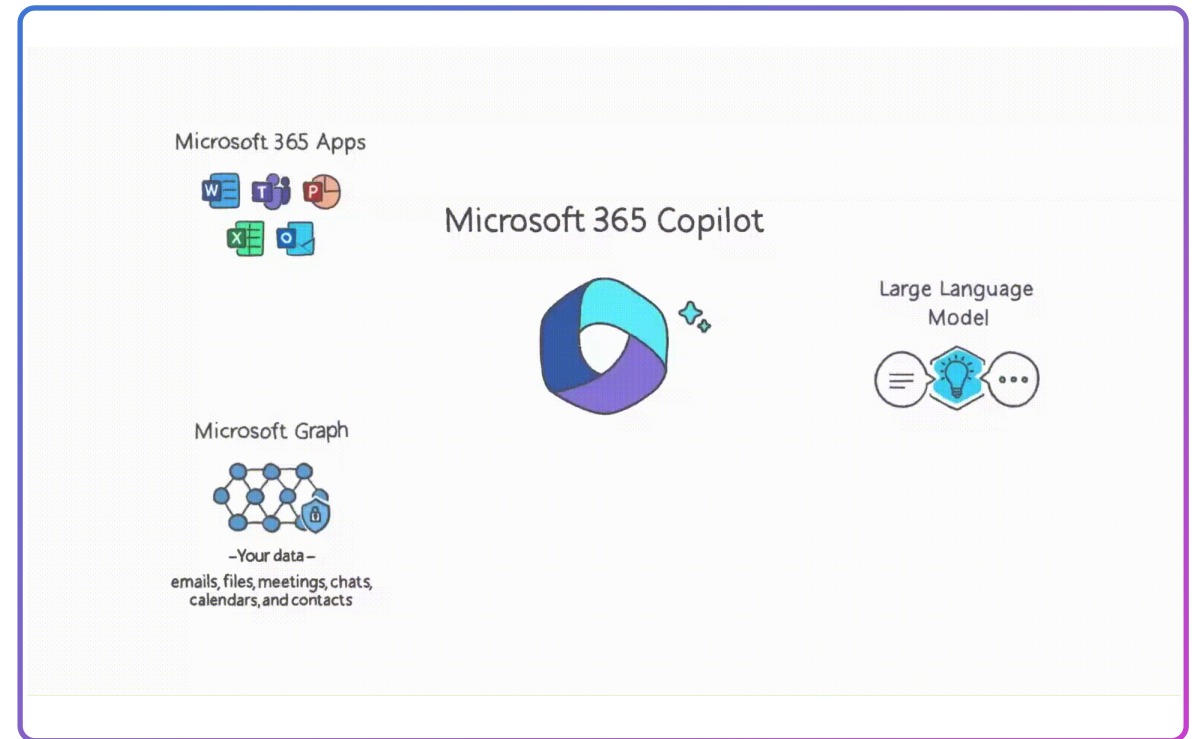 Microsoft 365 Apps
W
T
P
X
O
Microsoft 365 Copilot
Large Language
Model
Microsoft Graph
–Your data–
emails, files, meetings, chats,
calendars, and contacts